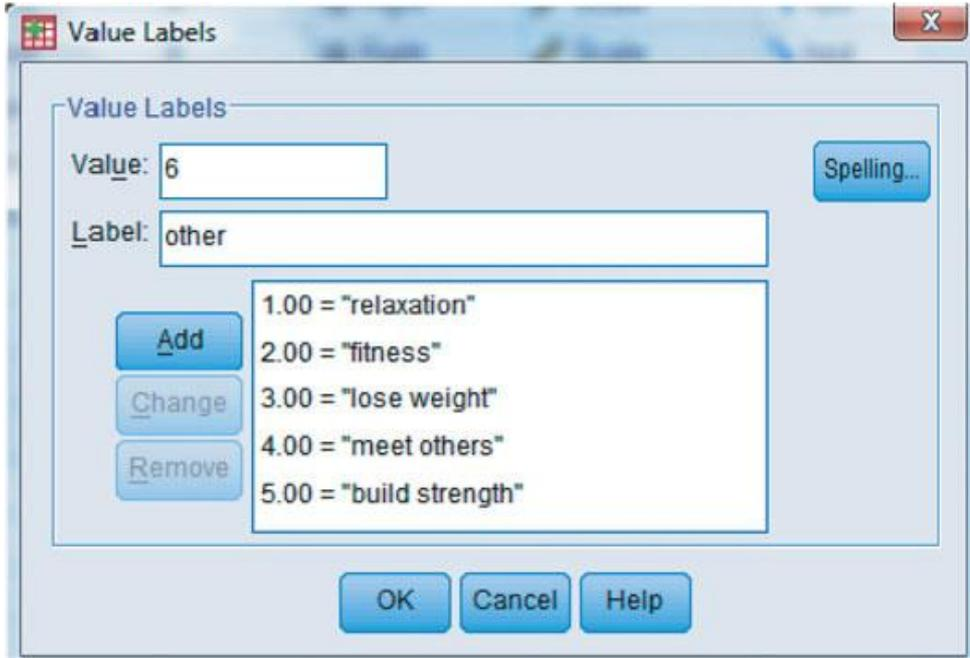 Value Labels
X
Value Labels
Value: 6
Spelling...
Label: other
Add
Change
Remove
1.00 = "relaxation"
2.00 = "fitness"
3.00 = "lose weight"
4.00 = "meet others"
5.00 = "build strength"
OK Cancel Help